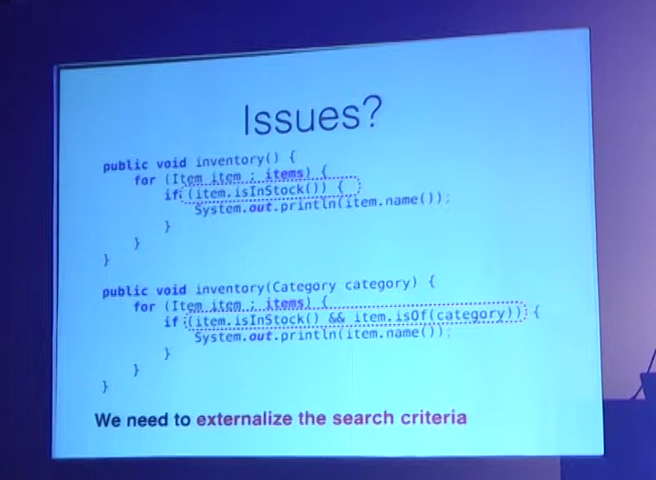 Issues?
public void inventory() {
for (Item item : items) {
if (item.isInStock()) {
System.out.println(item.name());
}
}
}
public void inventory(Category category) {
for (Item item : items) {
if (item.isInStock() && item.isOf(category)) {
System.out.println(item.name());
}
}
}
We need to externalize the search criteria